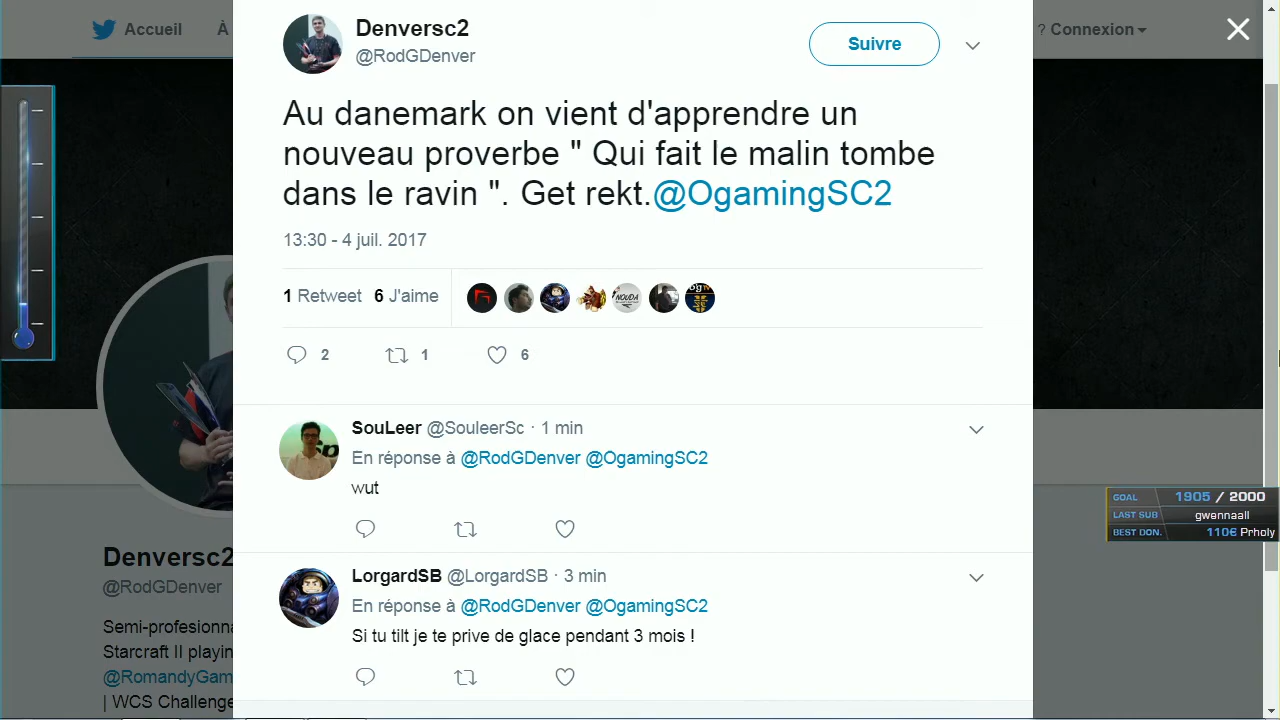 Accueil
À
? Connexion
Denversc2
@RodGDenver
Suivre
Au danemark on vient d'apprendre un
nouveau proverbe " Qui fait le malin tombe
dans le ravin ". Get rekt.@OgamingSC2
13:30 - 4 juil. 2017
1 Retweet 6 J'aime
NOUDA
2 1 6
SouLeer @SouleerSc · 1 min
En réponse à @RodGDenver @OgamingSC2
wut
LorgardSB @LorgardSB · 3 min
En réponse à @RodGDenver @OgamingSC2
Si tu tilt je te prive de glace pendant 3 mois !
Denversc2
@RodGDenver
Semi-profesionna
Starcraft II playin
@RomandyGam
| WCS Challenge
GOAL 1905 / 2000
LAST SUB gwennaall
BEST DON. 110€ Prholy